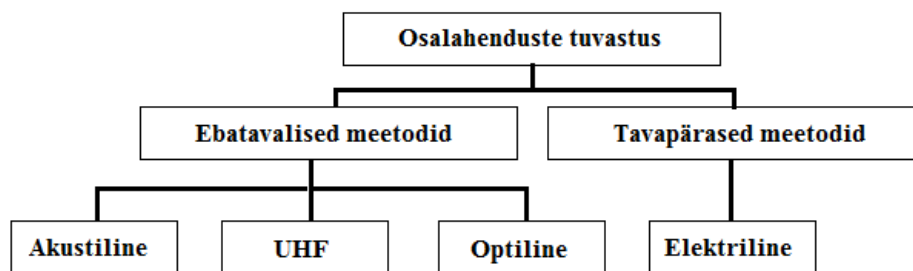 Osalahenduste tuvastus
Ebatavalised meetodid
Tavapärased meetodid
Akustiline
UHF
Optiline
Elektriline